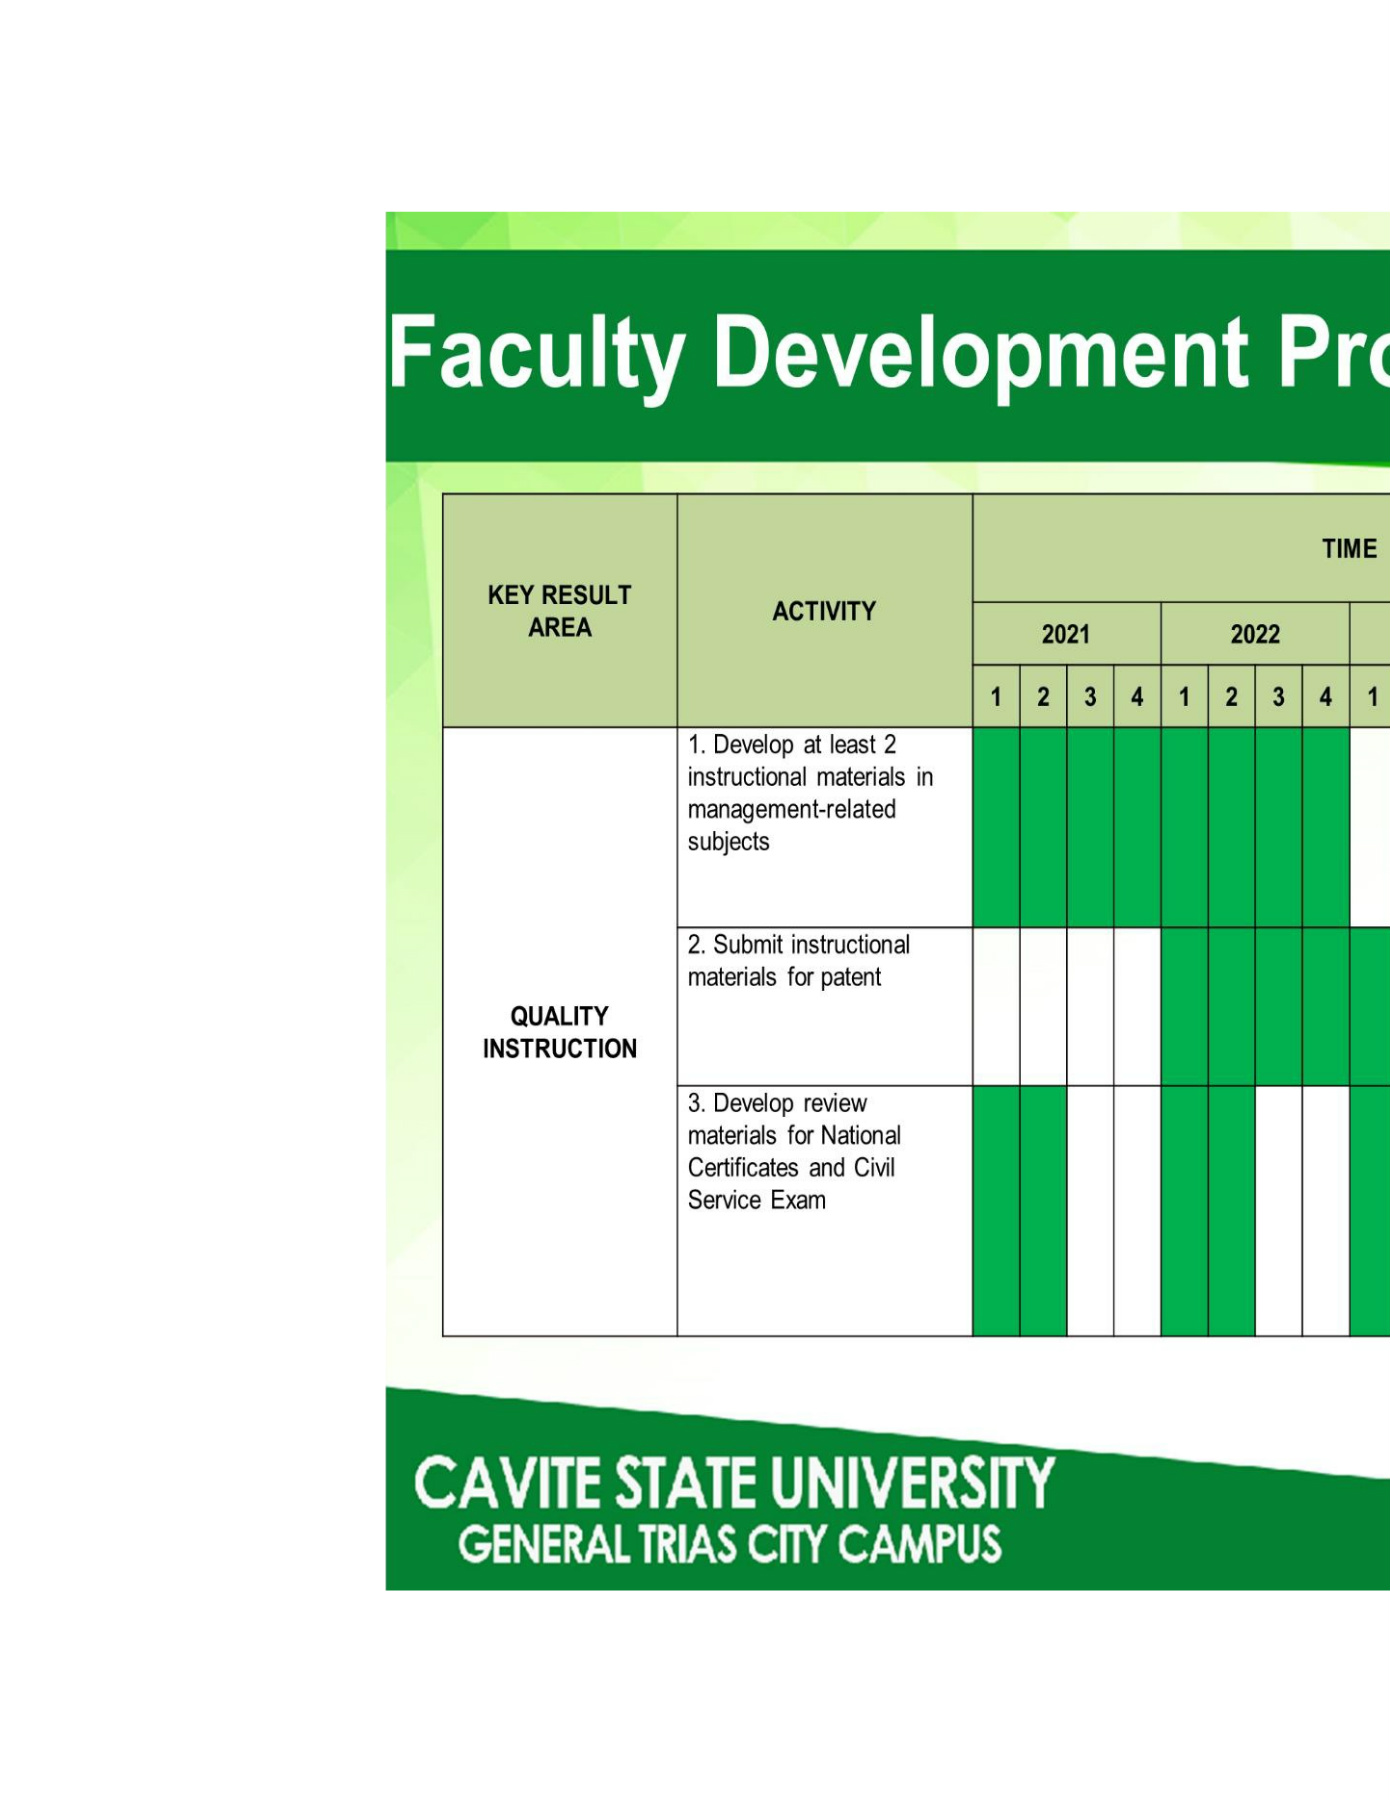 Faculty Development Pro
KEY RESULT
AREA
ACTIVITY
TIME
2021
2022
1 2 3 4 1 2 3 4 1
QUALITY
INSTRUCTION
1. Develop at least 2
instructional materials in
management-related
subjects
2. Submit instructional
materials for patent
3. Develop review
materials for National
Certificates and Civil
Service Exam
CAVITE STATE UNIVERSITY
GENERAL TRIAS CITY CAMPUS